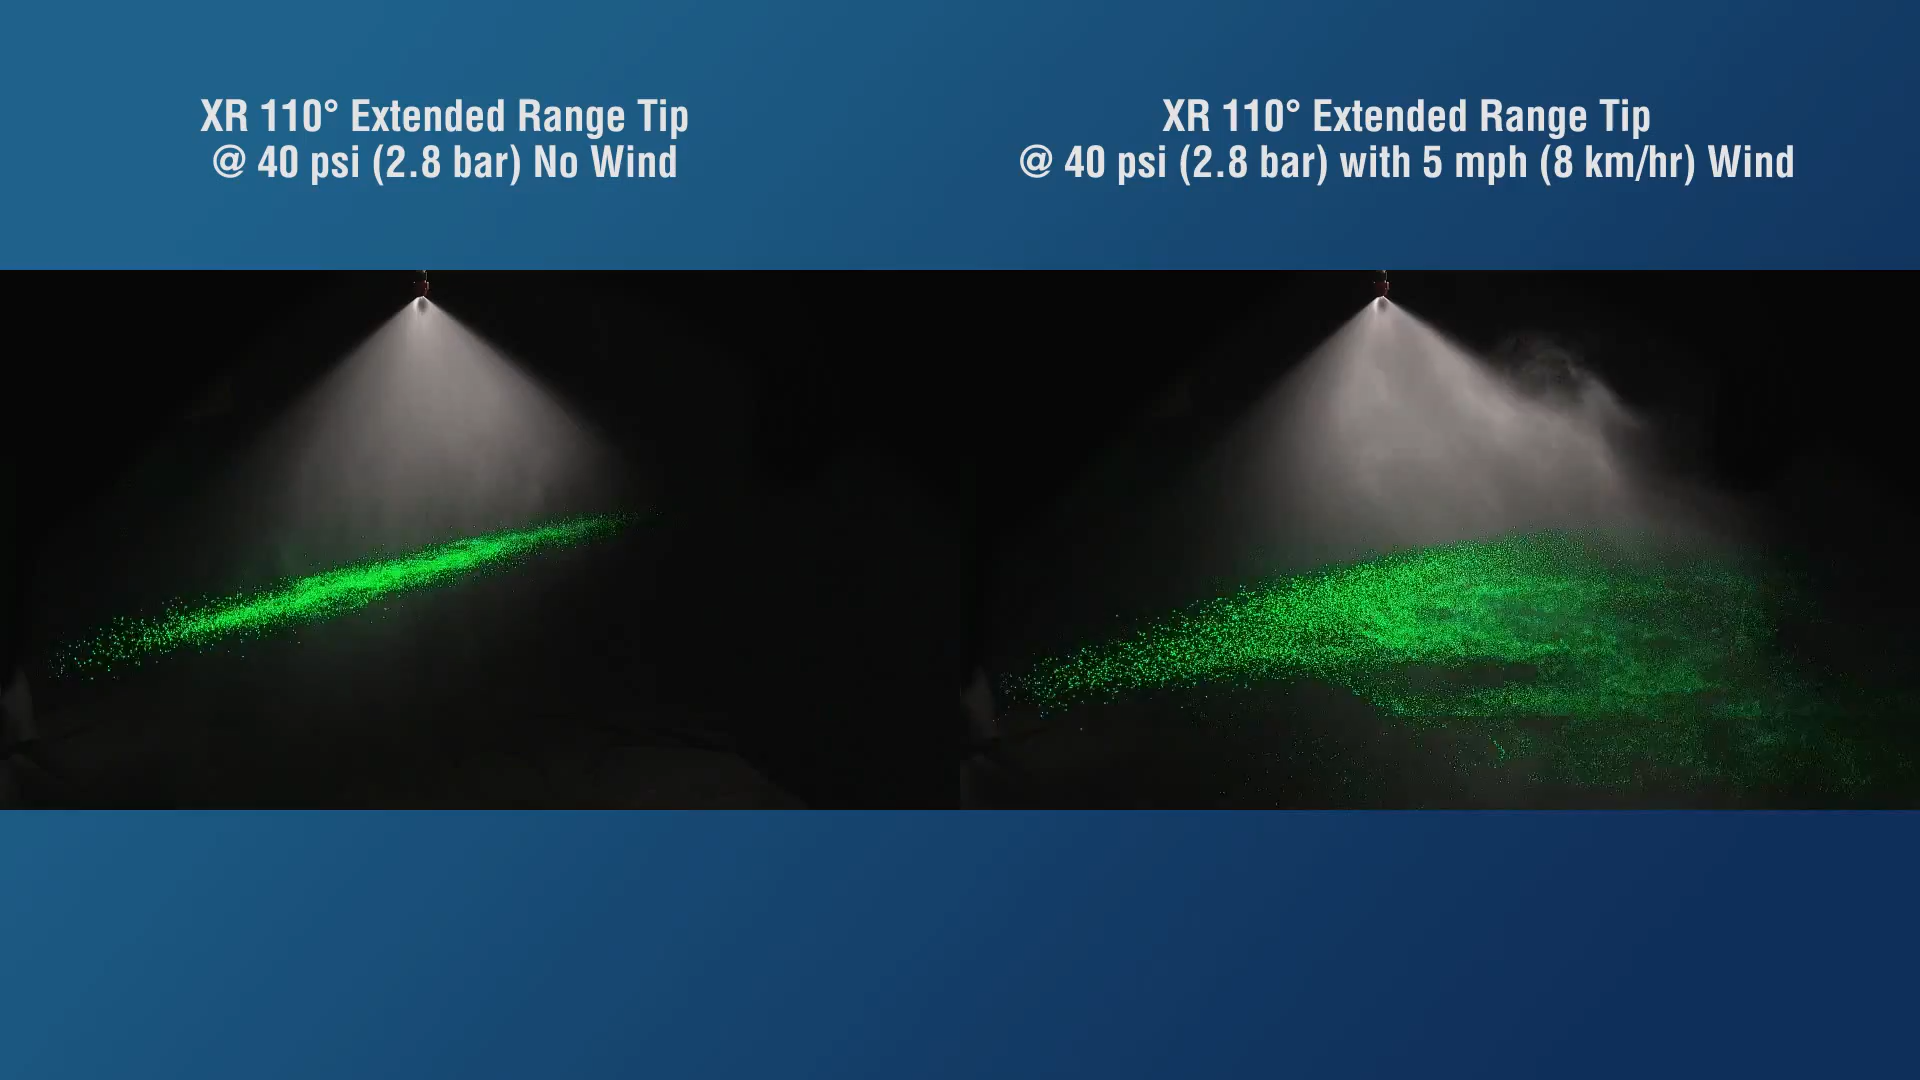 XR 110° Extended Range Tip
@ 40 psi (2.8 bar) No Wind
XR 110° Extended Range Tip
@ 40 psi (2.8 bar) with 5 mph (8 km/hr) Wind